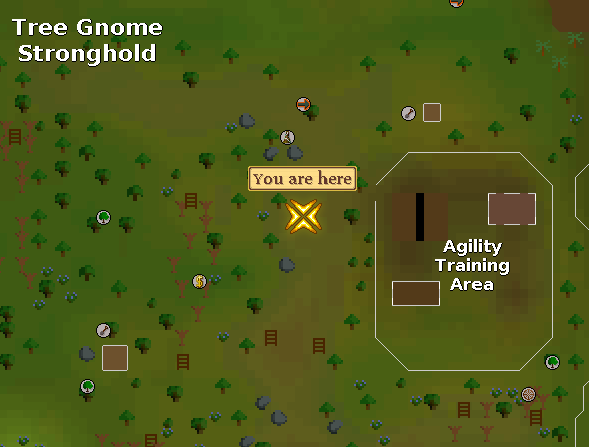 Tree Gnome
Stronghold
You are here
Agility
Training
Area